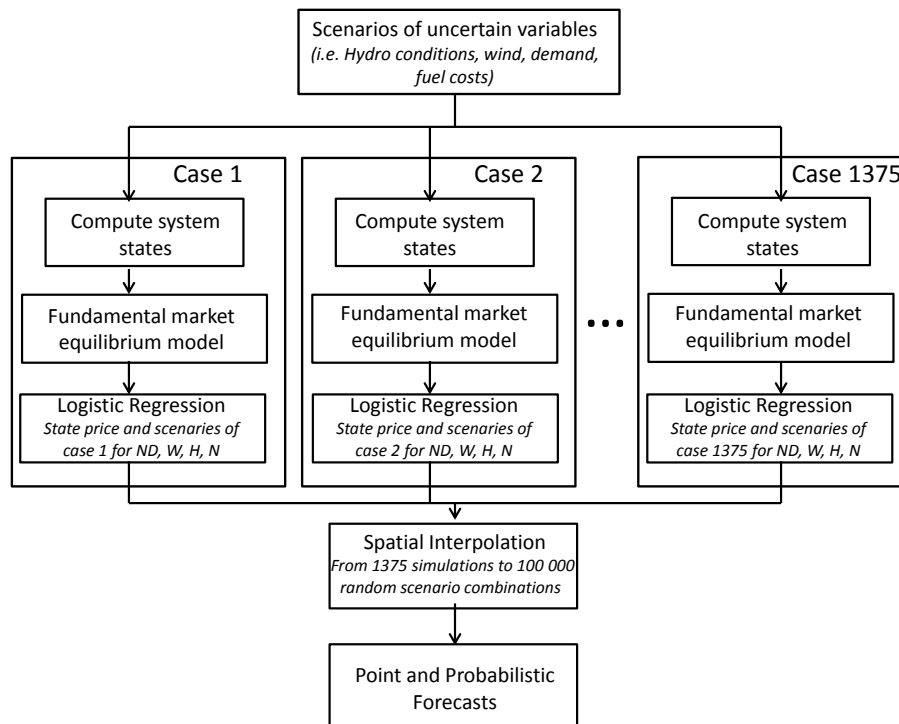 Scenarios of uncertain variables
(i.e. Hydro conditions, wind, demand,
fuel costs)
Case 1
Compute system
states
Fundamental market
equilibrium model
Logistic Regression
State price and scenaries of
case 1 for ND, W, H, N
Case 2
Compute system
states
Fundamental market
equilibrium model
Logistic Regression
State price and scenaries of
case 2 for ND, W, H, N
...
Case 1375
Compute system
states
Fundamental market
equilibrium model
Logistic Regression
State price and scenaries of
case 1375 for ND, W, H, N
Spatial Interpolation
From 1375 simulations to 100 000
random scenario combinations
Point and Probabilistic
Forecasts